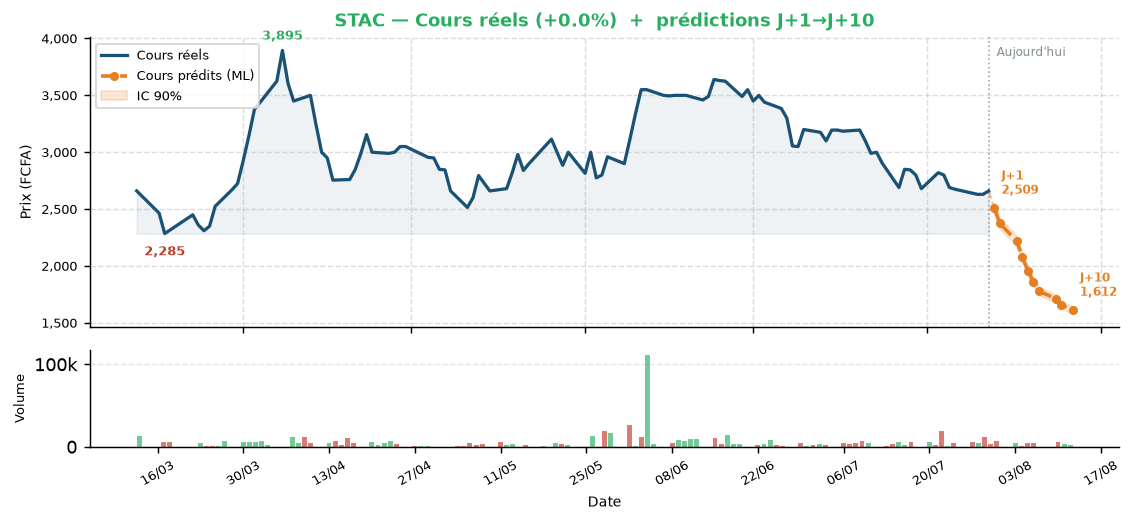 STAC — Cours réels (+0.0%)  +  prédictions J+1→J+10
3,895
4,000
3,500
3,000
2,500
2,000
1,500
Prix (FCFA)
Cours réels
Cours prédits (ML)
IC 90%
Aujourd'hui
J+1
2,509
2,285
J+10
1,612
100k
0
Volume
16/03
30/03
13/04
27/04
11/05
25/05
08/06
22/06
06/07
20/07
03/08
17/08
Date